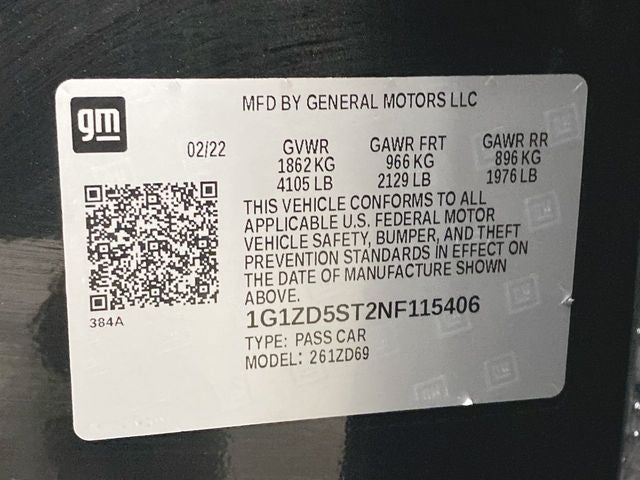 gm
MFD BY GENERAL MOTORS LLC
02/22 GVWR GAWR FRT GAWR RR
1862 KG 966 KG 896 KG
4105 LB 2129 LB 1976 LB
THIS VEHICLE CONFORMS TO ALL
APPLICABLE U.S. FEDERAL MOTOR
VEHICLE SAFETY, BUMPER, AND THEFT
PREVENTION STANDARDS IN EFFECT ON
THE DATE OF MANUFACTURE SHOWN
ABOVE.
384A
1G1ZD5ST2NF115406
TYPE: PASS CAR
MODEL: 261ZD69